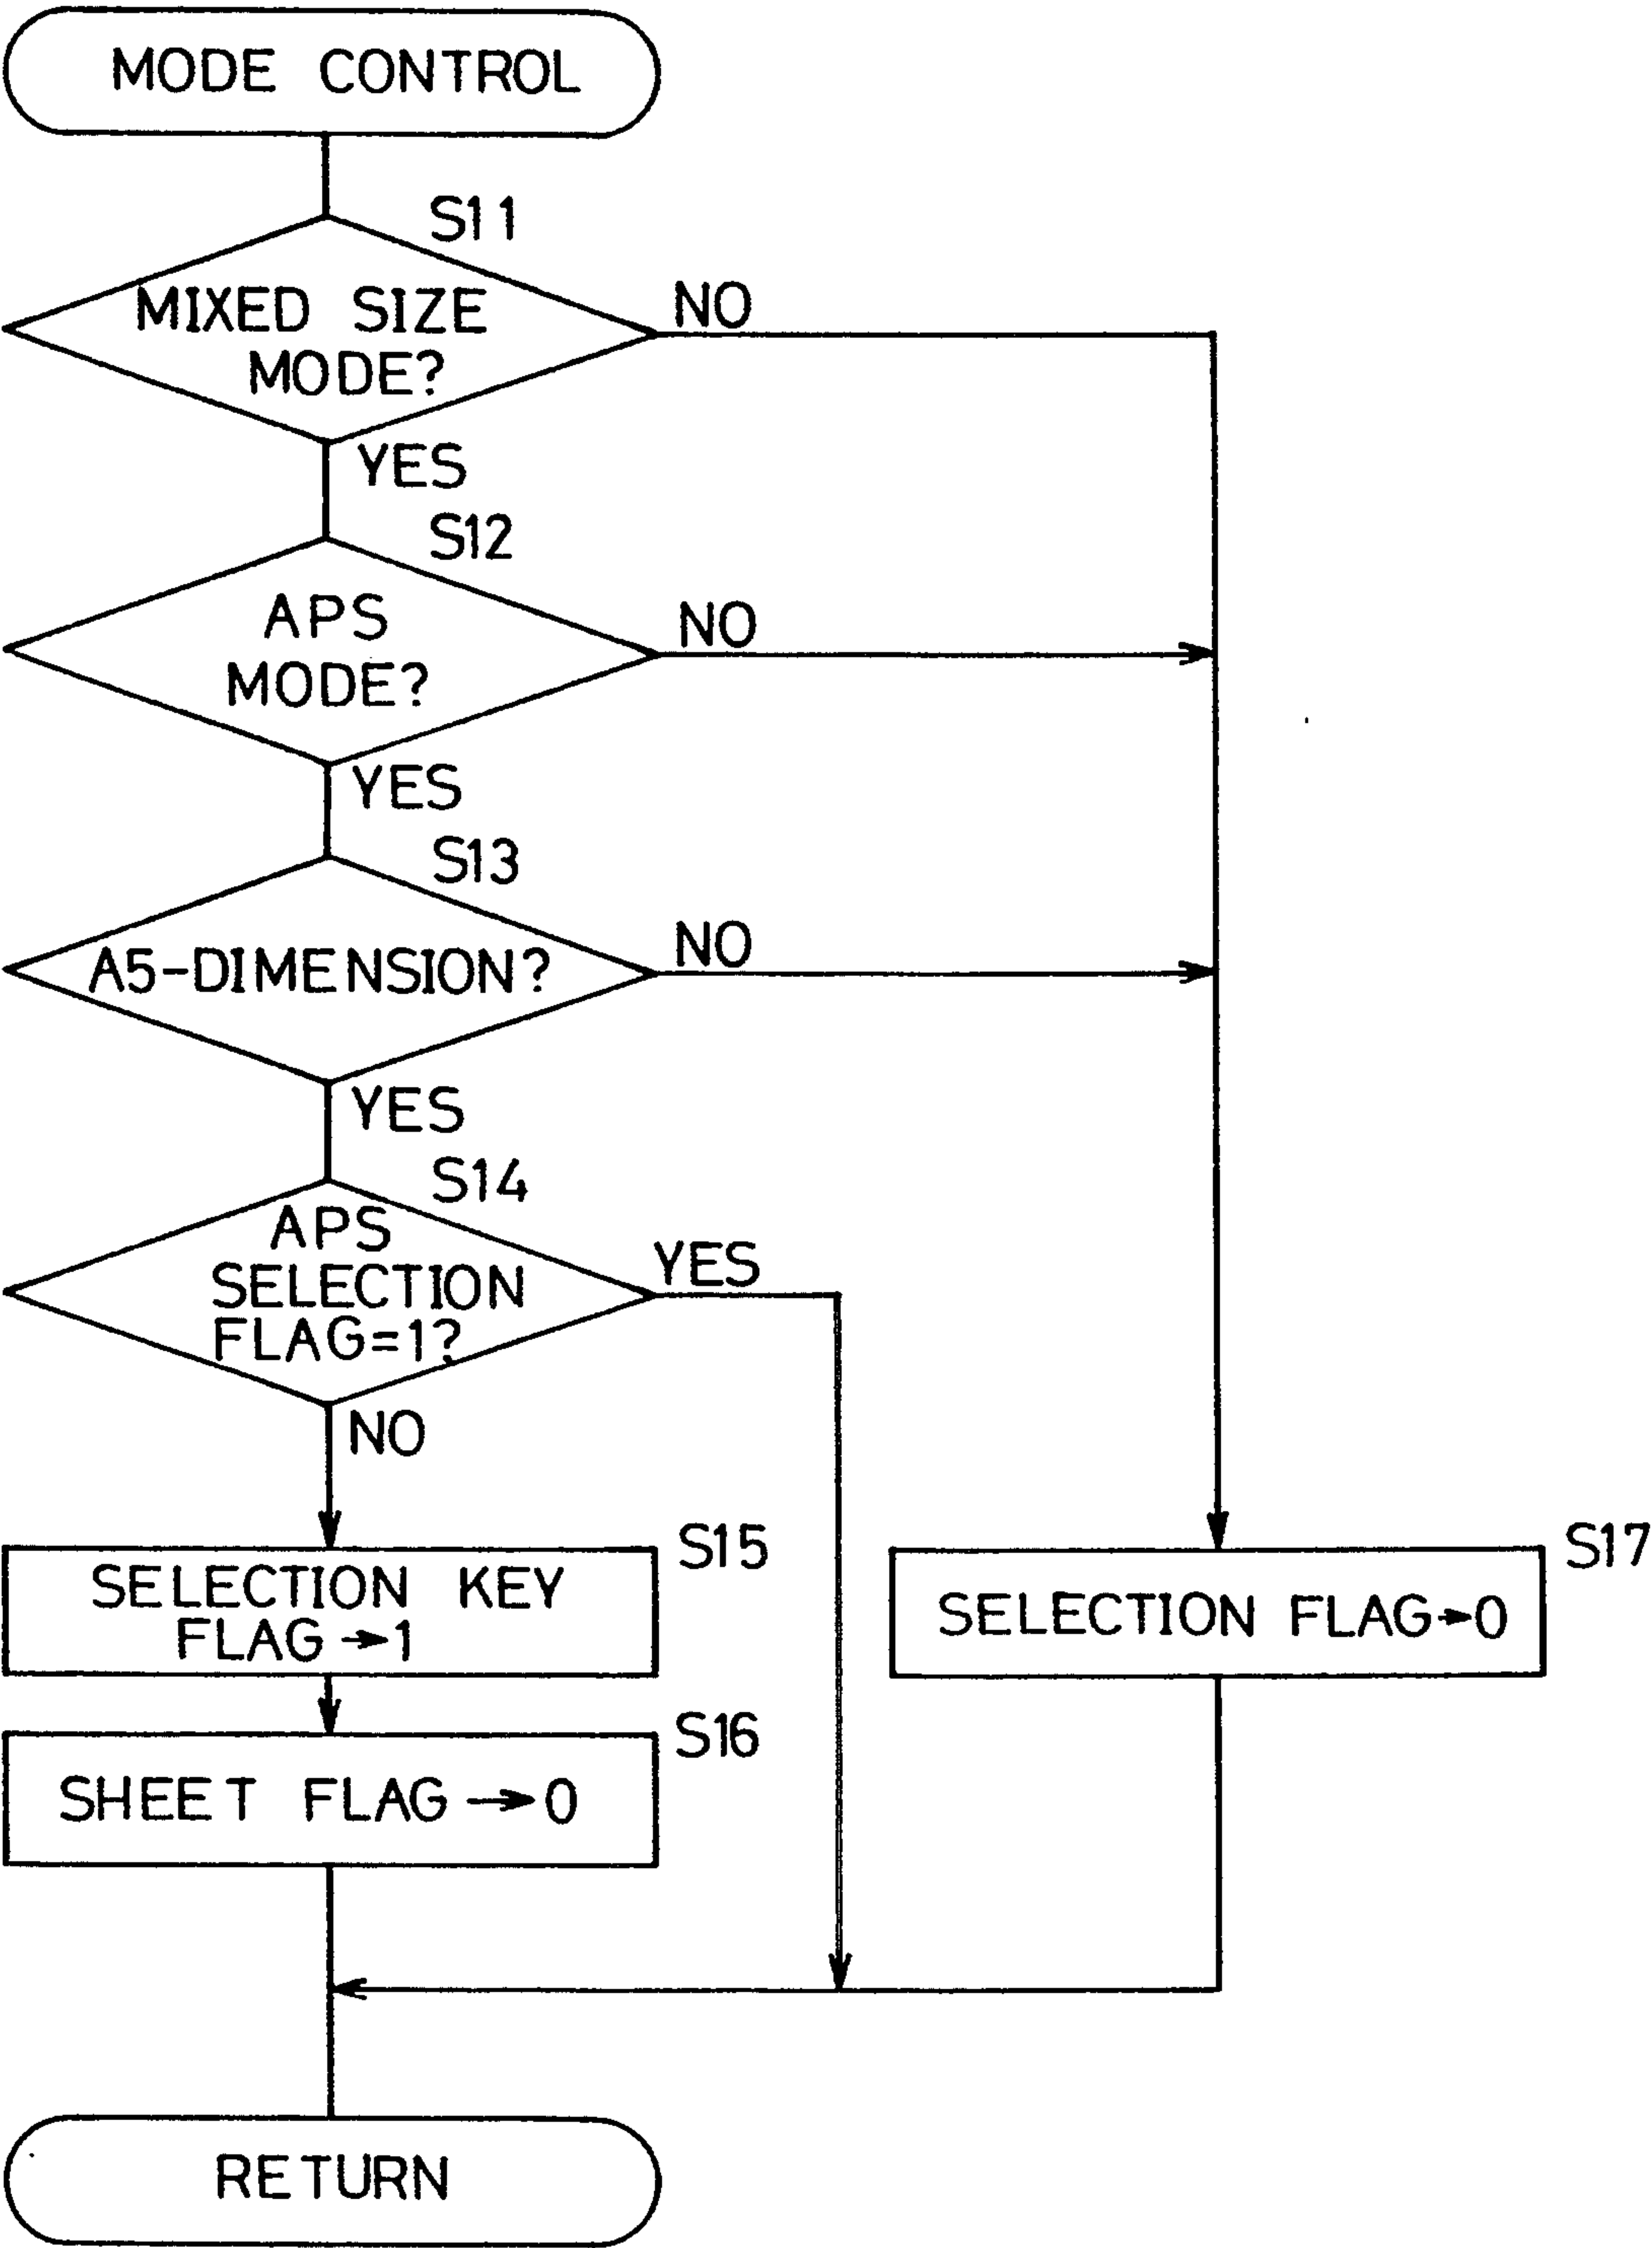 MODE CONTROL
S11
MIXED SIZE
MODE?
NO
YES
S12
APS
MODE?
NO
YES
S13
A5-DIMENSION?
NO
YES
S14
APS
SELECTION
FLAG=1?
YES
NO
S15
SELECTION KEY
FLAG→1
S17
SELECTION FLAG→0
S16
SHEET FLAG→0
RETURN